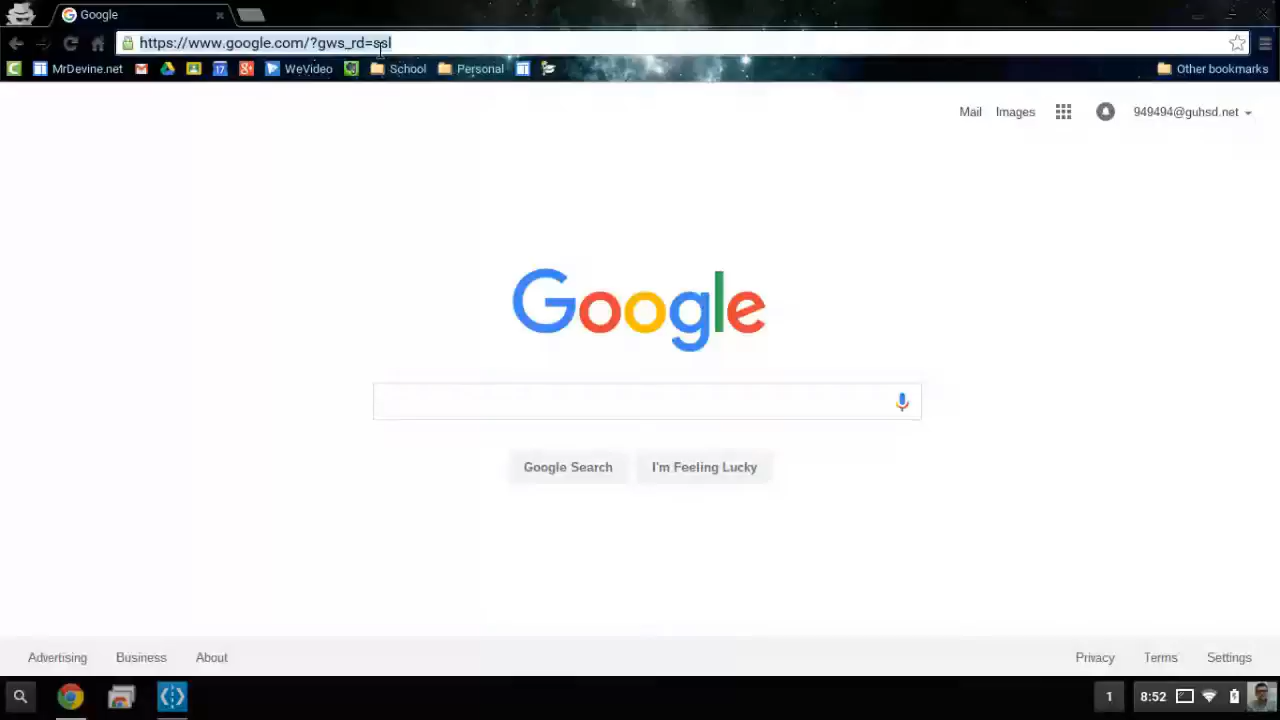 Google
https://www.google.com/?gws_rd=ssl
MrDevine.net
17
WeVideo
School
Personal
Other bookmarks
Mail
Images
949494@guhsd.net
Google
Google Search
I'm Feeling Lucky
Advertising
Business
About
Privacy
Terms
Settings
1
8:52